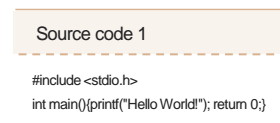 Source code 1
#include <stdio.h>
int main(){printf("Hello World!"); return 0;}